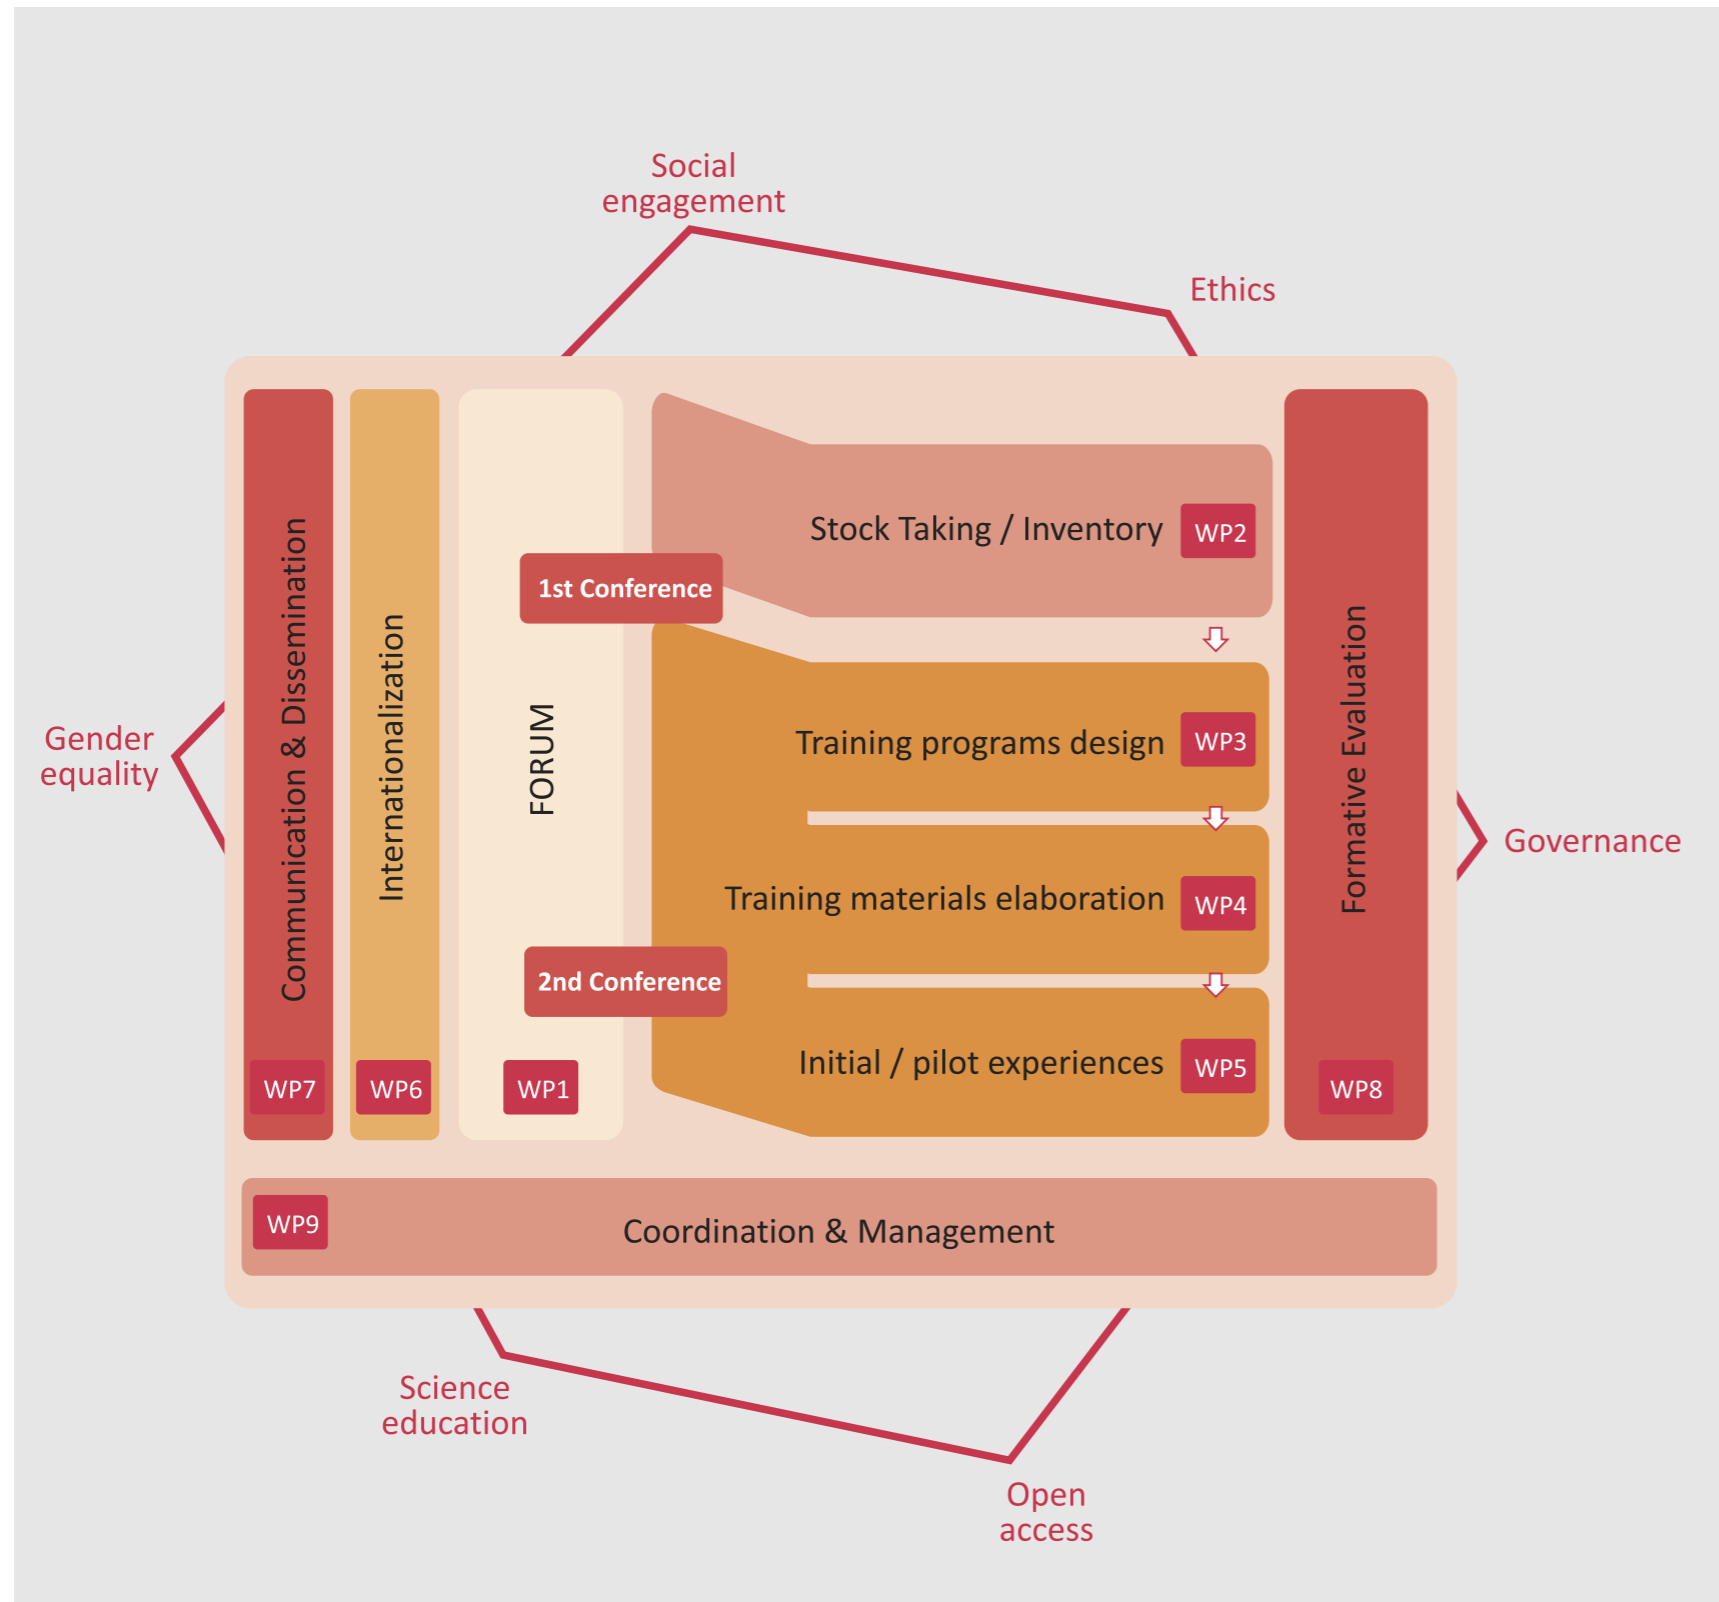 Social
engagement
Ethics
Gender
equality
Governance
Communication & Dissemination
WP7
Internationalization
WP6
FORUM
WP1
1st Conference
2nd Conference
Stock Taking / Inventory
WP2
Training programs design
WP3
Training materials elaboration
WP4
Initial / pilot experiences
WP5
Formative Evaluation
WP8
WP9
Coordination & Management
Science
education
Open
access